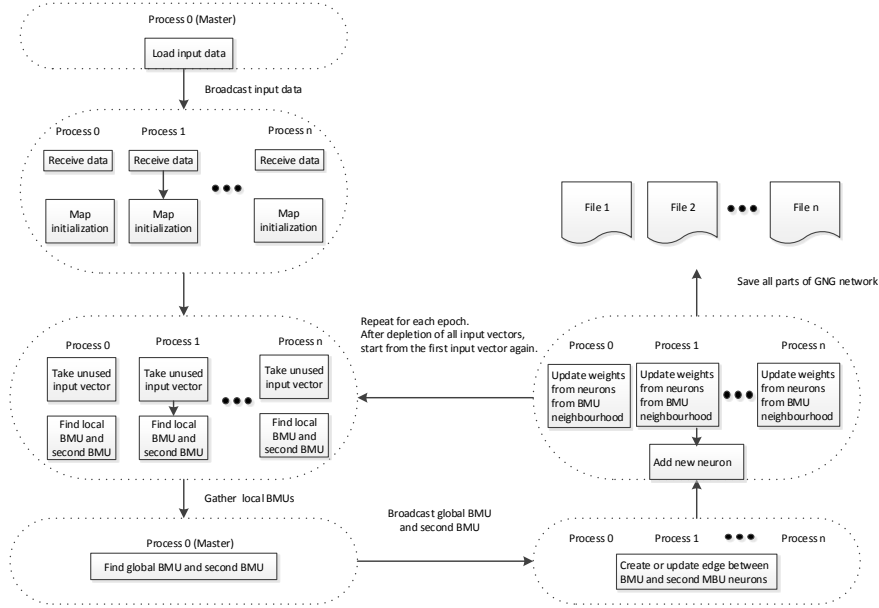 Process 0 (Master)
Load input data
Broadcast input data
Process 0
Process 1
Process n
Receive data
Receive data
Receive data
Map
initialization
Map
initialization
Map
initialization
Process 0
Process 1
Process n
Take unused
input vector
Take unused
input vector
Take unused
input vector
Find local
BMU and
second BMU
Find local
BMU and
second BMU
Find local
BMU and
second BMU
Gather local BMUs
Process 0 (Master)
Find global BMU and second BMU
Broadcast global BMU
and second BMU
Process 0
Process 1
Process n
Create or update edge between
BMU and second MBU neurons
Add new neuron
Process 0
Process 1
Process n
Update weights
from neurons
from BMU
neighbourhood
Update weights
from neurons
from BMU
neighbourhood
Update weights
from neurons
from BMU
neighbourhood
Repeat for each epoch.
After depletion of all input vectors,
start from the first input vector again.
Save all parts of GNG network
File 1
File 2
File n